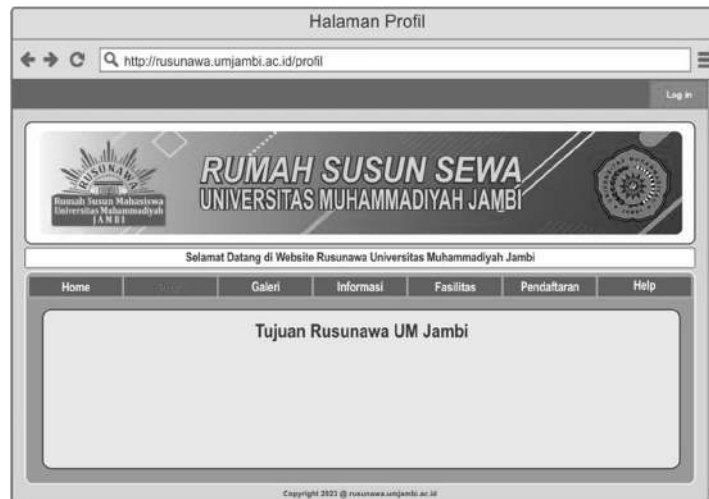 Halaman Profil
http://rusunawa.umjambi.ac.id/profil
Log in
RUSUNAWA
Rumah Susun Mahasiswa
Universitas Muhammadiyah
JAMBI
RUMAH SUSUN SEWA
UNIVERSITAS MUHAMMADIYAH JAMBI
Selamat Datang di Website Rusunawa Universitas Muhammadiyah Jambi
Home Galeri Informasi Fasilitas Pendaftaran Help
Tujuan Rusunawa UM Jambi
Copyright 2023 @ rusunawa.umjambi.ac.id